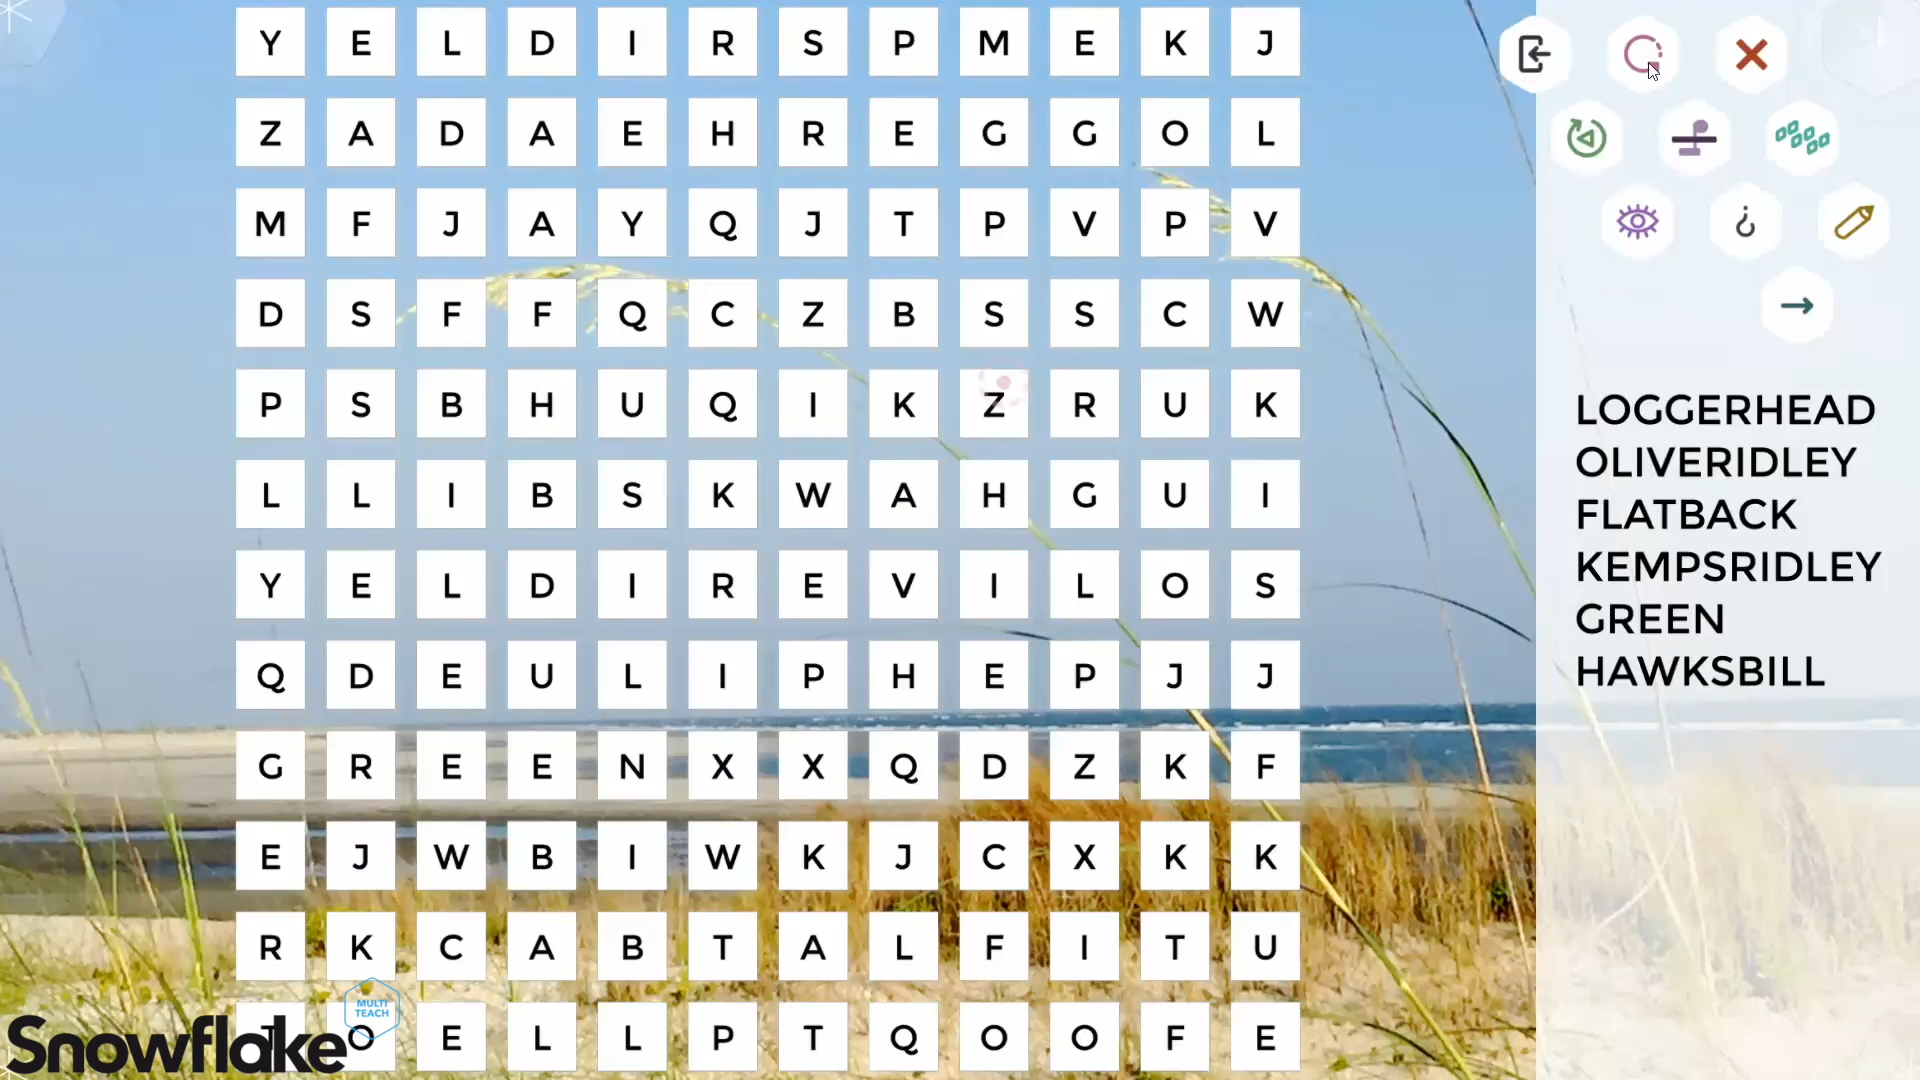 Y E L D I R S P M E K J
Z A D A E H R E G G O L
M F J A Y Q J T P V P V
D S F F Q C Z B S S C W
P S B H U Q I K Z R U K
L L I B S K W A H G U I
Y E L D I R E V I L O S
Q D E U L I P H E P J J
G R E E N X X Q D Z K F
E J W B I W K J C X K K
R K C A B T A L F I T U
T O E L L P T Q O O F E
LOGGERHEAD
OLIVERIDLEY
FLATBACK
KEMPSRIDLEY
GREEN
HAWKSBILL
MULTI
TEACH
Snowflake